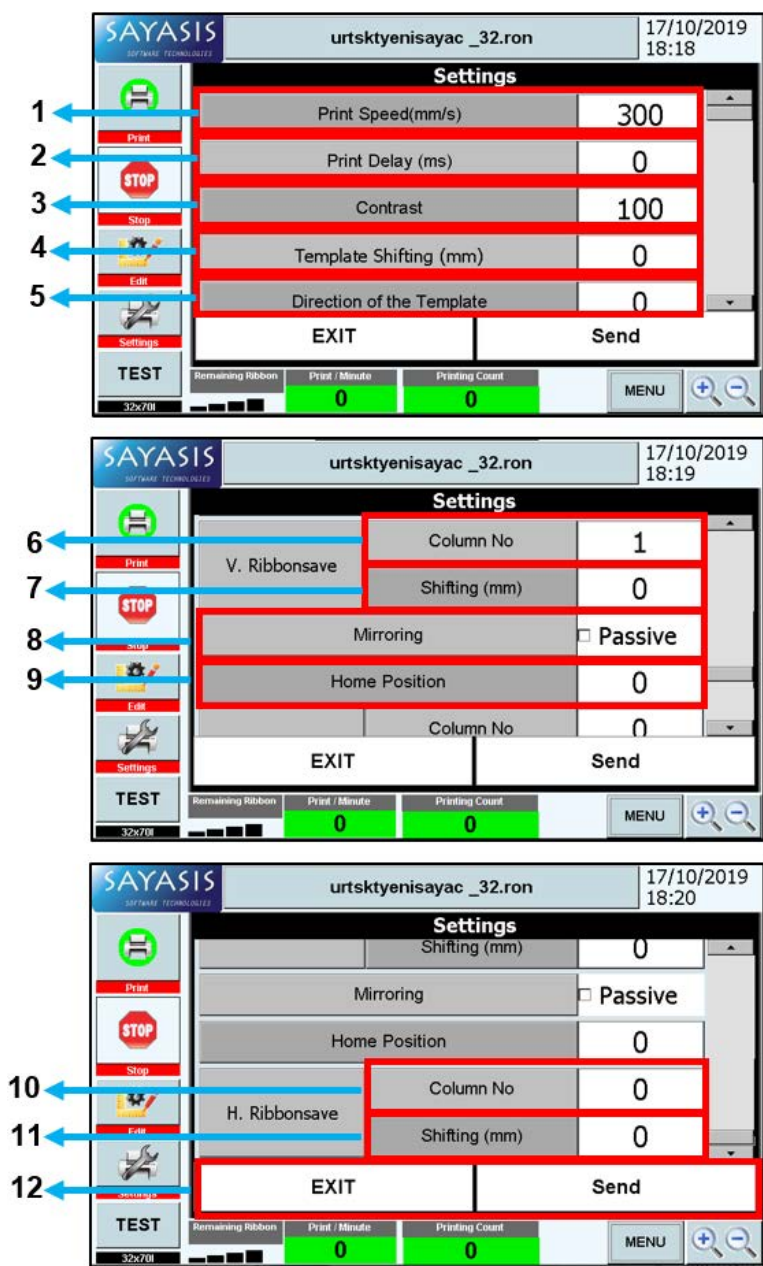 SAYASIS
SOFTWARE TECHNOLOGIES
urtsktyenisayac _32.ron
17/10/2019
18:18
Settings
Print
1
Print Speed(mm/s) 300
2
Print Delay (ms) 0
STOP
Stop
3
Contrast 100
4
Template Shifting (mm) 0
Edit
5
Direction of the Template 0
Settings
EXIT Send
TEST
32x70l
Remaining Ribbon Print / Minute Printing Count
0 0
MENU
SAYASIS
SOFTWARE TECHNOLOGIES
urtsktyenisayac _32.ron
17/10/2019
18:19
Settings
Print
6
V. Ribbonsave
Column No 1
7
Shifting (mm) 0
STOP
Stop
8
Mirroring Passive
9
Home Position 0
Edit
Column No 0
Settings
EXIT Send
TEST
32x70l
Remaining Ribbon Print / Minute Printing Count
0 0
MENU
SAYASIS
SOFTWARE TECHNOLOGIES
urtsktyenisayac _32.ron
17/10/2019
18:20
Settings
Shifting (mm) 0
Print
Mirroring Passive
STOP
Stop
Home Position 0
10
H. Ribbonsave
Column No 0
11
Shifting (mm) 0
Edit
12
Settings
EXIT Send
TEST
32x70l
Remaining Ribbon Print / Minute Printing Count
0 0
MENU